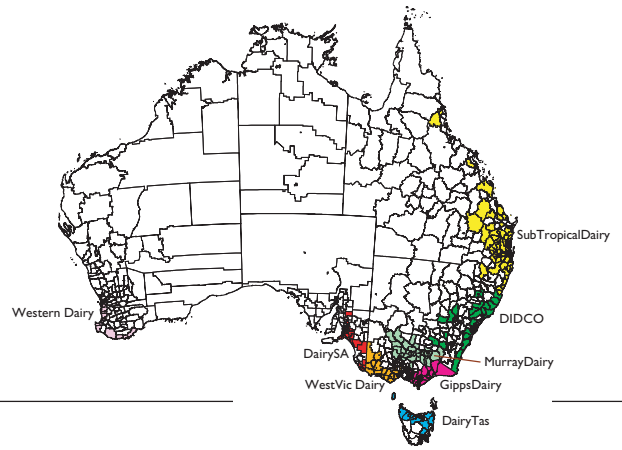 SubTropicalDairy
Western Dairy
DIDCO
DairySA
MurrayDairy
WestVic Dairy
GippsDairy
DairyTas